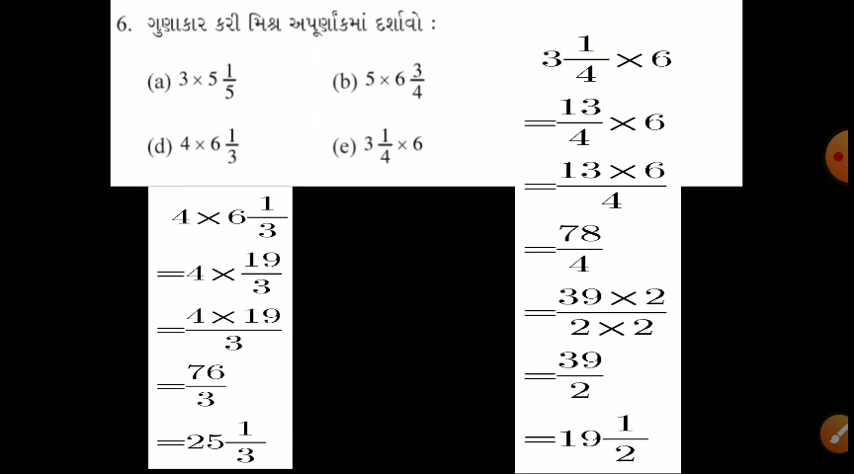 6. ગુણાકાર કરી મિશ્ર અપૂર્ણાંકમાં દર્શાવો :
(a) 3 × 5 1/5
(b) 5 × 6 3/4
(d) 4 × 6 1/3
(e) 3 1/4 × 6
4 × 6 1/3
= 4 × 19/3
= 4 × 19/3
= 76/3
= 25 1/3
3 1/4 × 6
= 13/4 × 6
= 13 × 6/4
= 78/4
= 39 × 2/2 × 2
= 39/2
= 19 1/2